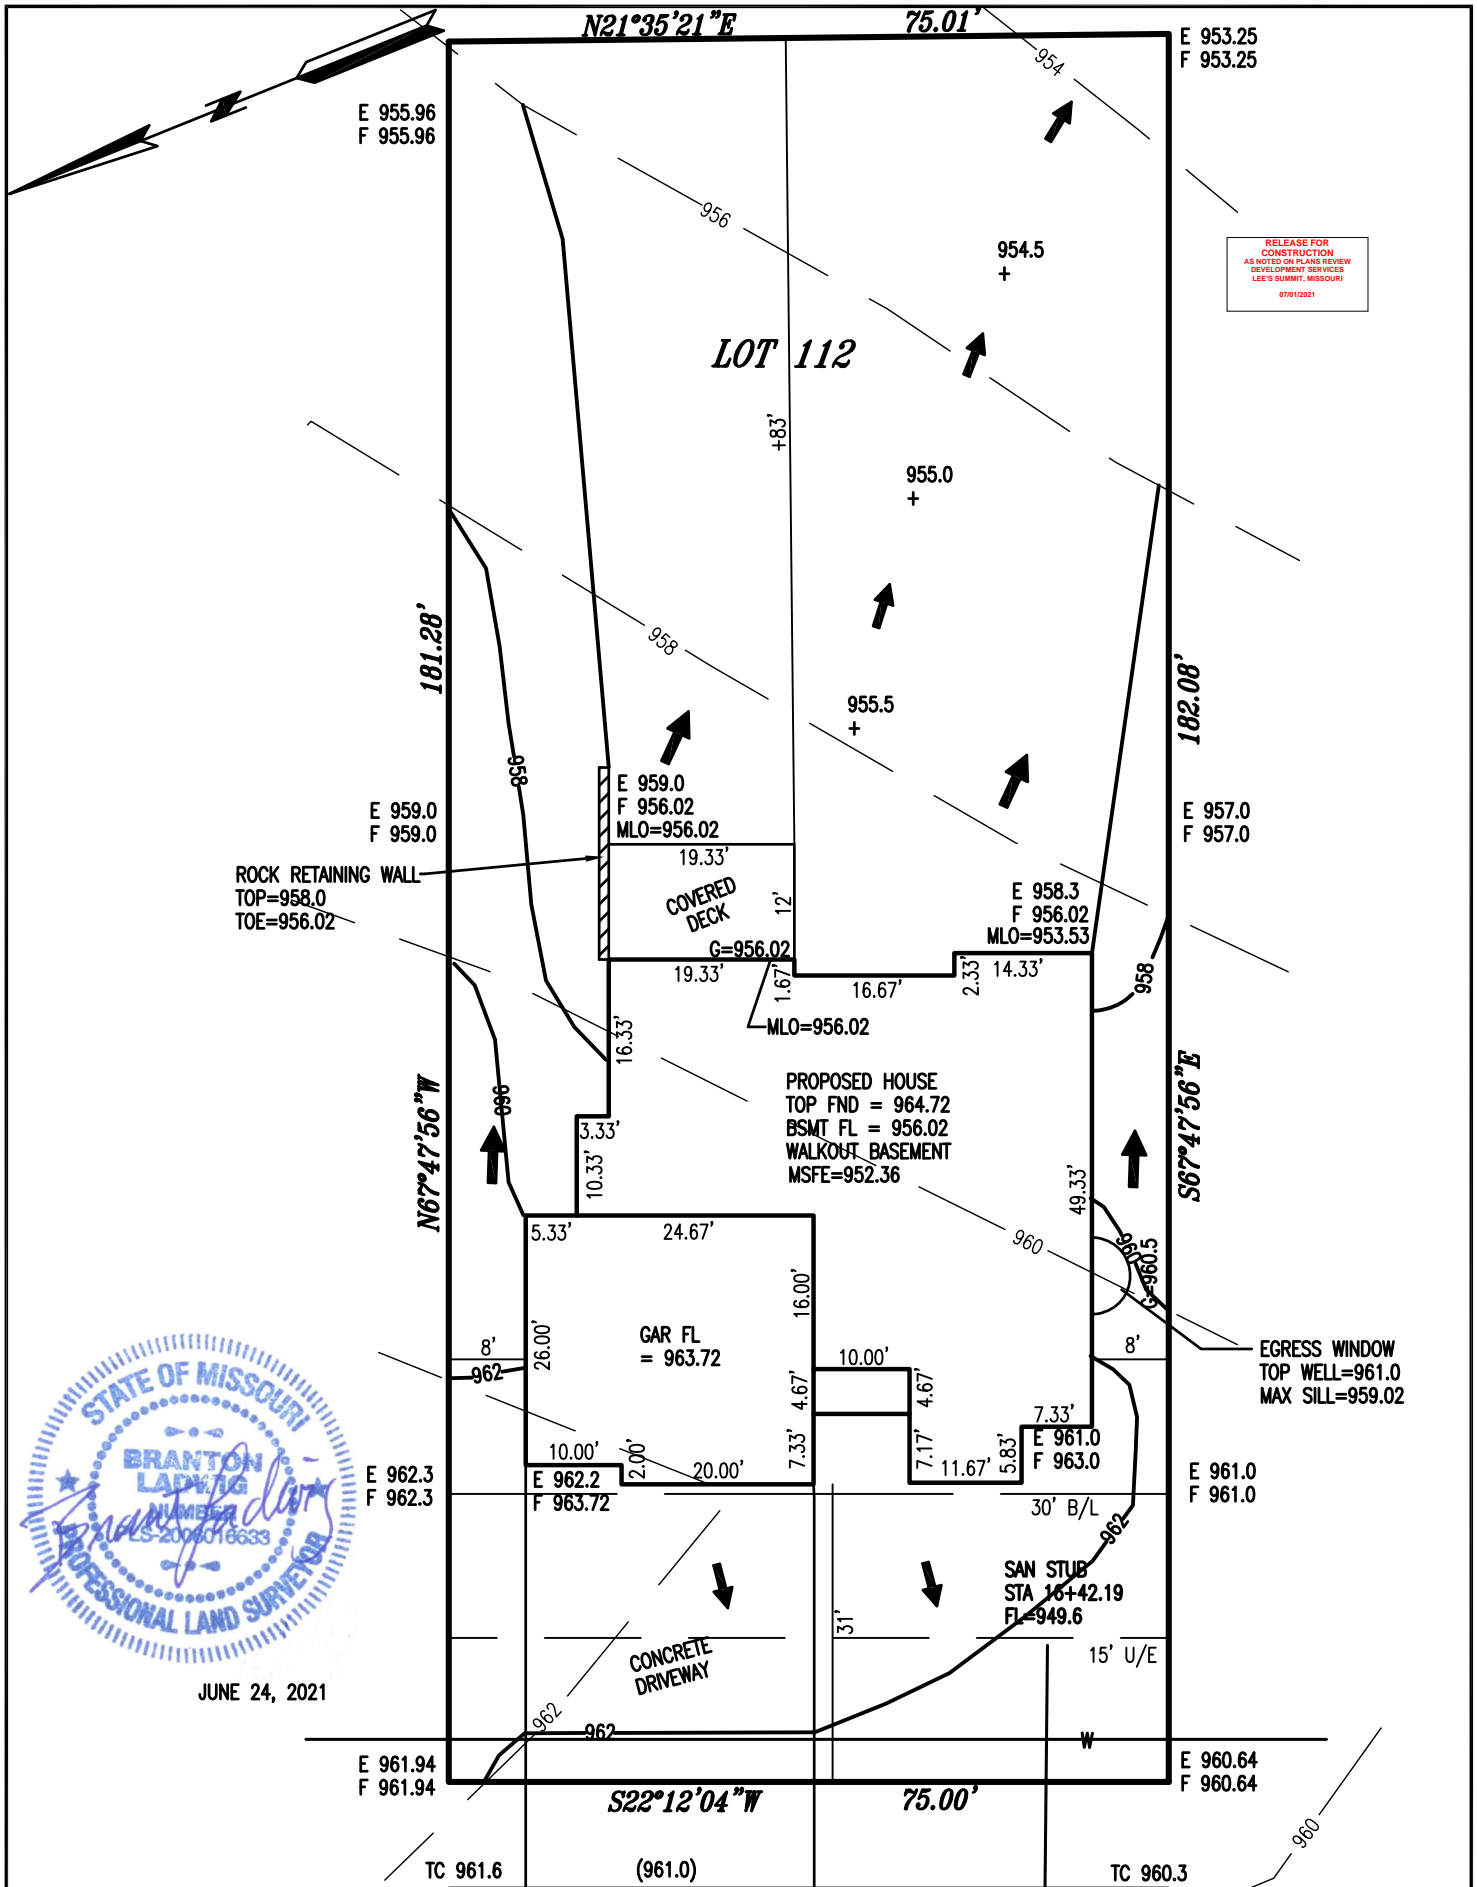 N21°35'21"E
75.01'
E 953.25
F 953.25
954
E 955.96
F 955.96
956
954.5
+
RELEASE FOR
CONSTRUCTION
AS NOTED ON PLANS REVIEW
DEVELOPMENT SERVICES
LEE'S SUMMIT, MISSOURI
07/01/2021
LOT 112
+83'
955.0
+
181.28'
958
182.08'
955.5
+
958
E 959.0
F 956.02
MLO=956.02
E 959.0
F 959.0
E 957.0
F 957.0
ROCK RETAINING WALL
TOP=958.0
TOE=956.02
19.33'
COVERED
DECK
12'
G=956.02
E 958.3
F 956.02
MLO=953.53
19.33'
1.67'
16.67'
2.33'
14.33'
958
MLO=956.02
16.33'
N67°47'56"W
960
S67°47'56"E
PROPOSED HOUSE
TOP FND = 964.72
BSMT FL = 956.02
WALKOUT BASEMENT
MSFE=952.36
3.33'
10.33'
49.33'
5.33'
24.67'
960
960
G=960.5
16.00'
26.00'
GAR FL
= 963.72
8'
962
10.00'
4.67'
4.67'
8'
EGRESS WINDOW
TOP WELL=961.0
MAX SILL=959.02
7.33'
E 961.0
F 963.0
10.00'
2.00'
20.00'
7.33'
7.17'
11.67'
5.83'
E 962.3
F 962.3
E 962.2
F 963.72
E 961.0
F 961.0
30' B/L
962
STATE OF MISSOURI
BRANTON
LADWIG
NUMBER
LS-2006016633
PROFESSIONAL LAND SURVEYOR
JUNE 24, 2021
SAN STUB
STA 16+42.19
FL=949.6
31'
15' U/E
CONCRETE
DRIVEWAY
962
962
W
E 961.94
F 961.94
E 960.64
F 960.64
S22°12'04"W
75.00'
960
TC 961.6
(961.0)
TC 960.3